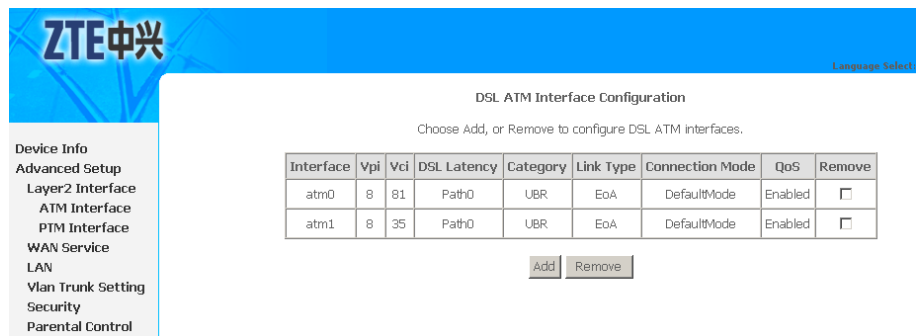 ZTE中兴
Language Select:
DSL ATM Interface Configuration
Choose Add, or Remove to configure DSL ATM interfaces.
Device Info
Advanced Setup
Layer2 Interface
ATM Interface
PTM Interface
WAN Service
LAN
Vlan Trunk Setting
Security
Parental Control
Interface Vpi Vci DSL Latency Category Link Type Connection Mode QoS Remove
atm0 8 81 Path0 UBR EoA DefaultMode Enabled
atm1 8 35 Path0 UBR EoA DefaultMode Enabled
Add Remove